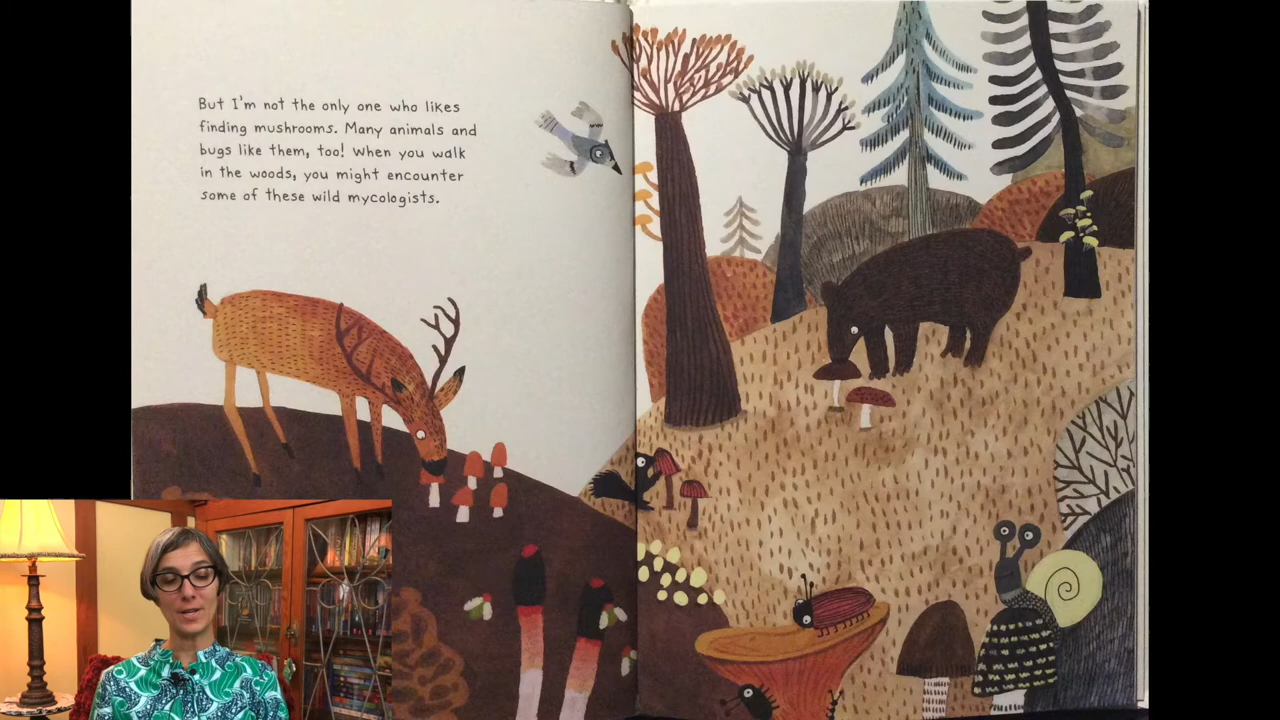 But I'm not the only one who likes
finding mushrooms. Many animals and
bugs like them, too! When you walk
in the woods, you might encounter
some of these wild mycologists.